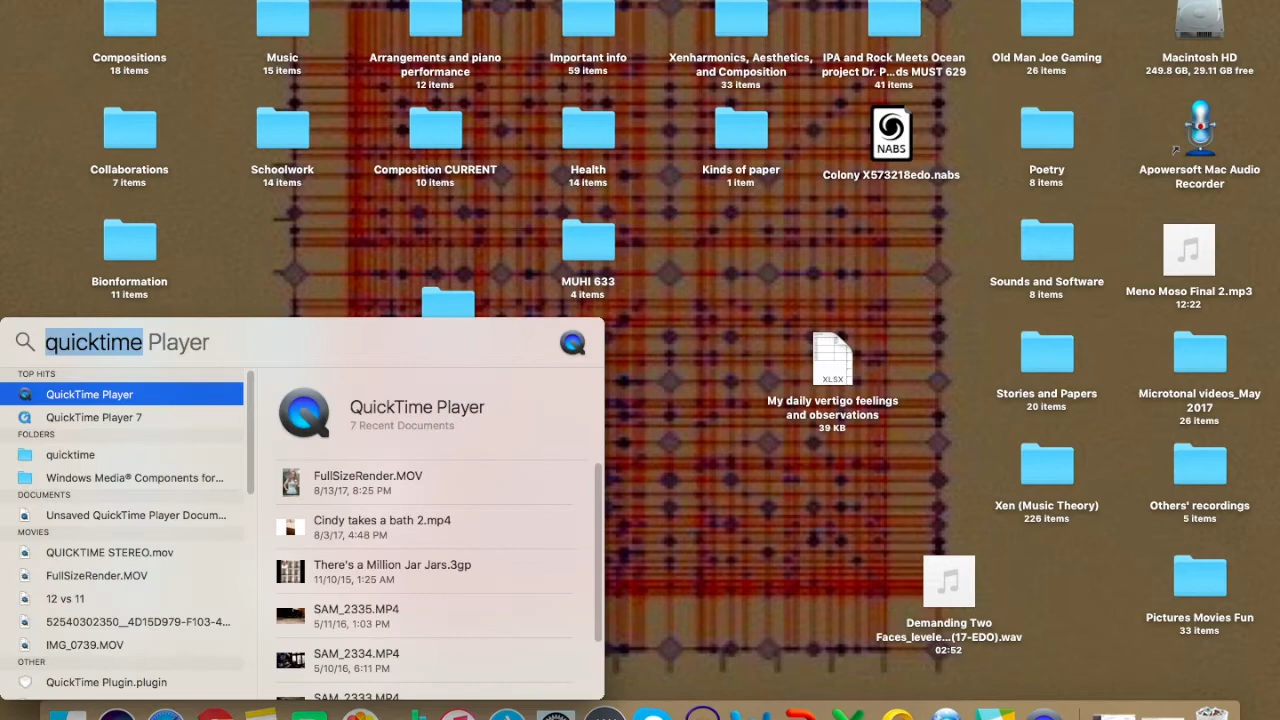 Compositions
18 items
Music
15 items
Arrangements and piano
performance
12 items
Important info
59 items
Xenharmonics, Aesthetics,
and Composition
33 items
IPA and Rock Meets Ocean
project Dr. P...ds MUST 629
41 items
Old Man Joe Gaming
26 items
Macintosh HD
249.8 GB, 29.11 GB free
Collaborations
7 items
Schoolwork
14 items
Composition CURRENT
10 items
Health
14 items
Kinds of paper
1 item
NABS
Colony X573218edo.nabs
Poetry
8 items
Apowersoft Mac Audio
Recorder
Bionformation
11 items
MUHI 633
4 items
Sounds and Software
8 items
Meno Moso Final 2.mp3
12:22
XLSX
My daily vertigo feelings
and observations
39 KB
Stories and Papers
20 items
Microtonal videos_May
2017
26 items
Xen (Music Theory)
226 items
Others' recordings
5 items
Demanding Two
Faces_levele...(17-EDO).wav
02:52
Pictures Movies Fun
33 items
quicktime Player
TOP HITS
QuickTime Player
QuickTime Player 7
FOLDERS
quicktime
Windows Media® Components for...
DOCUMENTS
Unsaved QuickTime Player Docum...
MOVIES
QUICKTIME STEREO.mov
FullSizeRender.MOV
12 vs 11
52540302350__4D15D979-F103-4...
IMG_0739.MOV
OTHER
QuickTime Plugin.plugin
QuickTime Player
7 Recent Documents
FullSizeRender.MOV
8/13/17, 8:25 PM
Cindy takes a bath 2.mp4
8/3/17, 4:48 PM
There's a Million Jar Jars.3gp
11/10/15, 1:25 AM
SAM_2335.MP4
5/11/16, 1:03 PM
SAM_2334.MP4
5/10/16, 6:11 PM
SAM_2333.MP4